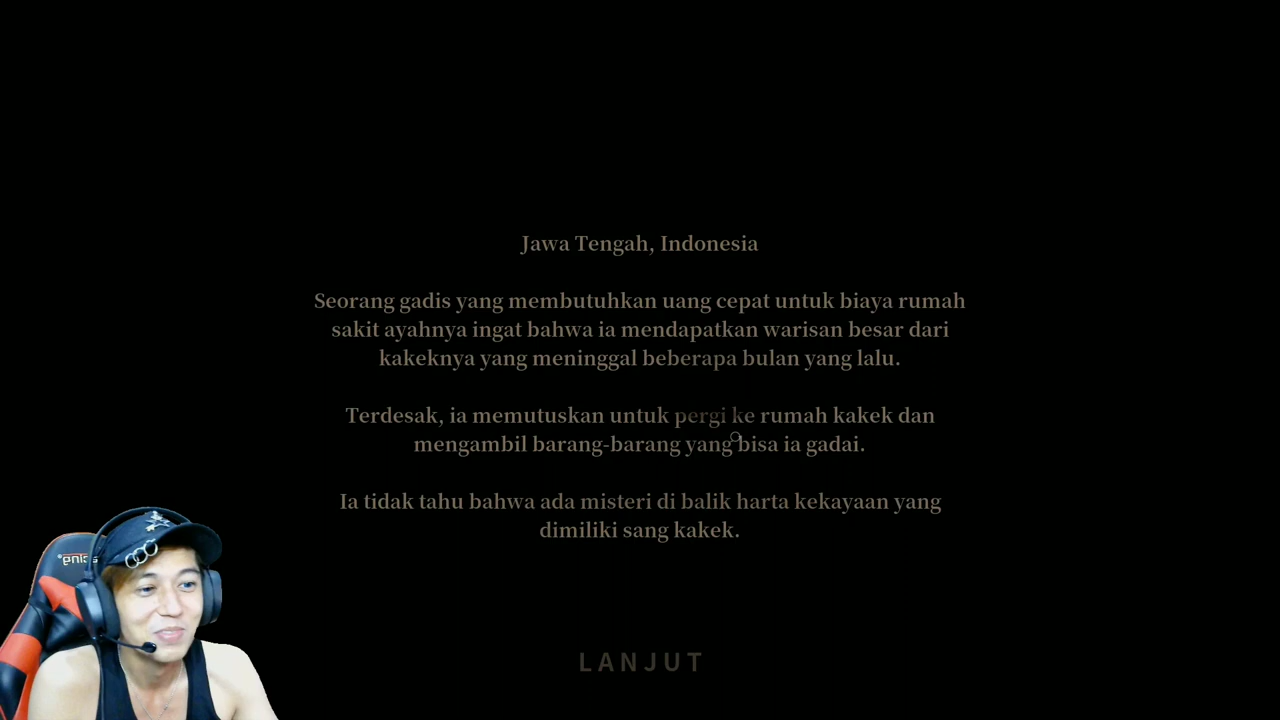 Jawa Tengah, Indonesia
Seorang gadis yang membutuhkan uang cepat untuk biaya rumah
sakit ayahnya ingat bahwa ia mendapatkan warisan besar dari
kakeknya yang meninggal beberapa bulan yang lalu.
Terdesak, ia memutuskan untuk pergi ke rumah kakek dan
mengambil barang-barang yang bisa ia gadai.
Ia tidak tahu bahwa ada misteri di balik harta kekayaan yang
dimiliki sang kakek.
LANJUT